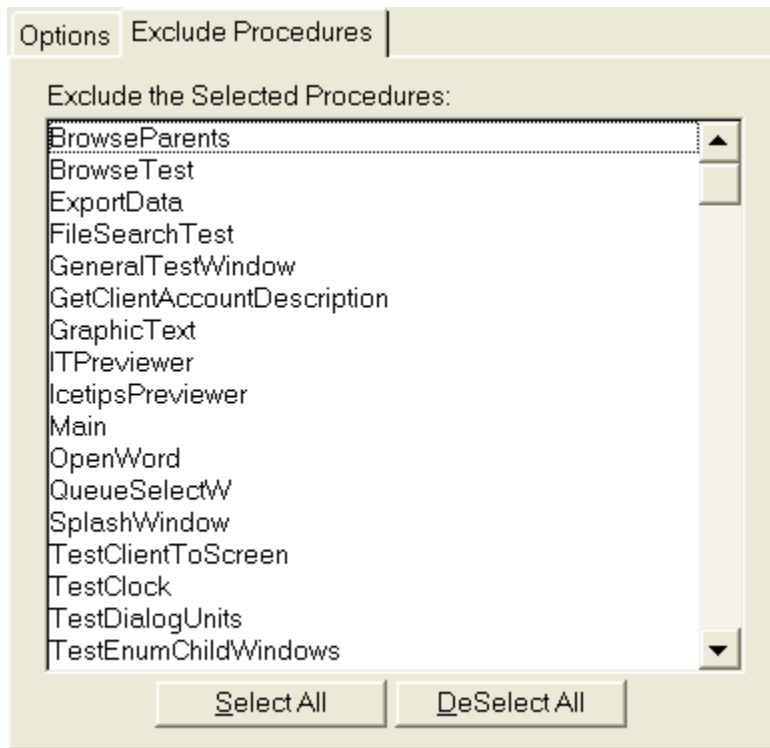 Options Exclude Procedures
Exclude the Selected Procedures:
BrowseParents
BrowseTest
ExportData
FileSearchTest
GeneralTestWindow
GetClientAccountDescription
GraphicText
ITPreviewer
IcetipsPreviewer
Main
OpenWord
QueueSelectW
SplashWindow
TestClientToScreen
TestClock
TestDialogUnits
TestEnumChildWindows
Select All DeSelect All